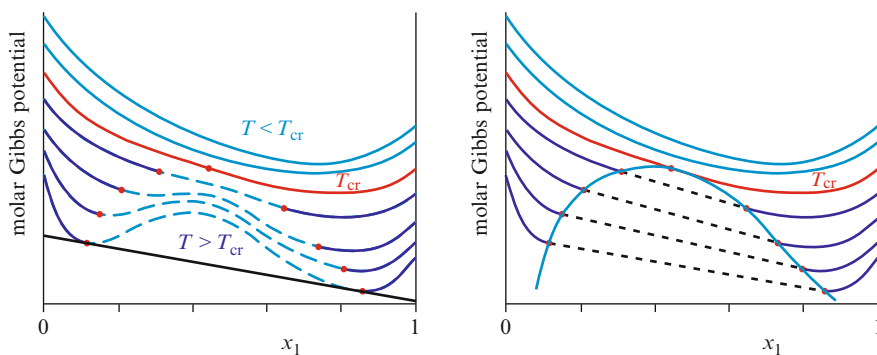 molar Gibbs potential
T < Tcr
Tcr
T > Tcr
0
x1
1
molar Gibbs potential
Tcr
0
x1
1